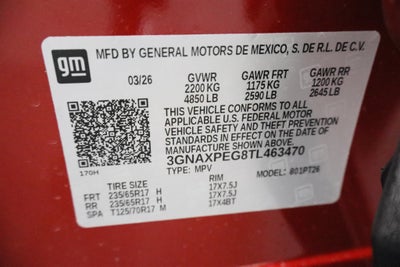 gm
MFD BY GENERAL MOTORS DE MEXICO, S. DE R.L. DE C.V.
03/26 GVWR GAWR FRT GAWR RR
2200 KG 1175 KG 1200 KG
4850 LB 2590 LB 2645 LB
THIS VEHICLE CONFORMS TO ALL
APPLICABLE U.S. FEDERAL MOTOR
VEHICLE SAFETY STANDARDS IN
EFFECT ON THE DATE OF
MANUFACTURE SHOWN ABOVE.
3GNAXPEG8TL463470
170H TYPE: MPV MODEL: 801PT26
TIRE SIZE RIM
FRT 235/65R17 H 17X7.5J
RR 235/65R17 H 17X7.5J
SPA T125/70R17 M 17X4BT